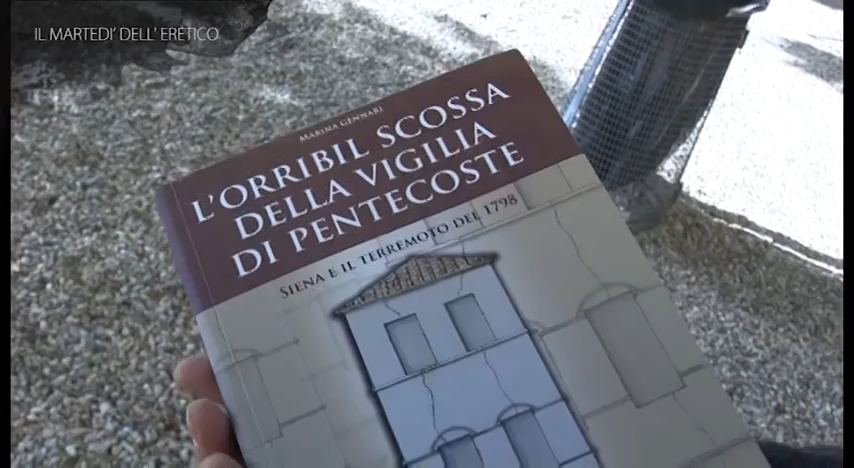 IL MARTEDI' DELL' ERETICO
MARINA GENNARI
L'ORRIBIL SCOSSA
DELLA VIGILIA
DI PENTECOSTE
SIENA E IL TERREMOTO DEL 1798